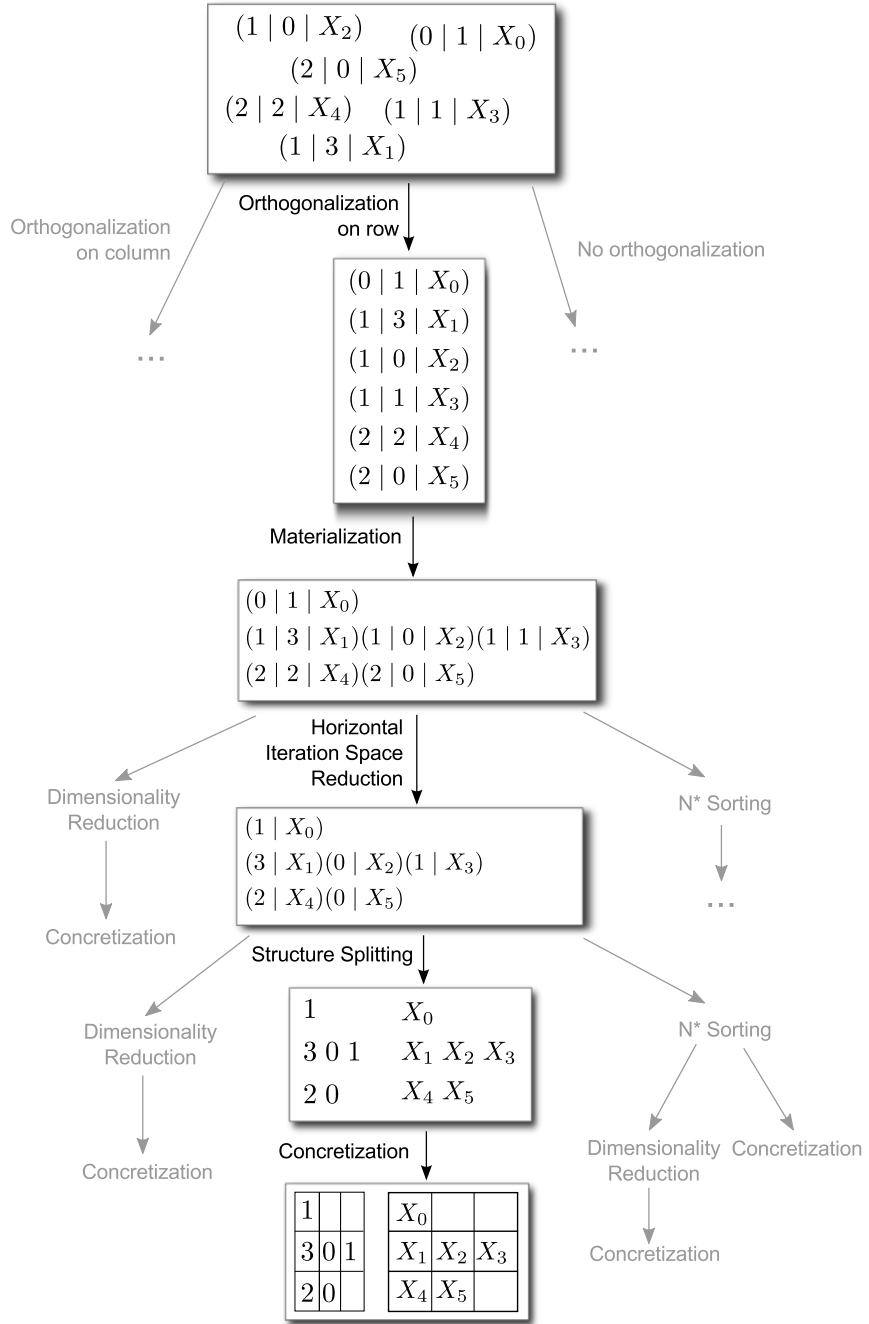 (1 | 0 | X₂) (0 | 1 | X₀)
(2 | 0 | X₅)
(2 | 2 | X₄) (1 | 1 | X₃)
(1 | 3 | X₁)
Orthogonalization
on column
Orthogonalization
on row
No orthogonalization
...
...
(0 | 1 | X₀)
(1 | 3 | X₁)
(1 | 0 | X₂)
(1 | 1 | X₃)
(2 | 2 | X₄)
(2 | 0 | X₅)
Materialization
(0 | 1 | X₀)
(1 | 3 | X₁)(1 | 0 | X₂)(1 | 1 | X₃)
(2 | 2 | X₄)(2 | 0 | X₅)
Horizontal
Iteration Space
Reduction
Dimensionality
Reduction
Concretization
N* Sorting
...
(1 | X₀)
(3 | X₁)(0 | X₂)(1 | X₃)
(2 | X₄)(0 | X₅)
Structure Splitting
Dimensionality
Reduction
Concretization
N* Sorting
Dimensionality
Reduction
Concretization
Concretization
1 X₀
3 0 1 X₁ X₂ X₃
2 0 X₄ X₅
Concretization
1 X₀
3 0 1 X₁ X₂ X₃
2 0 X₄ X₅